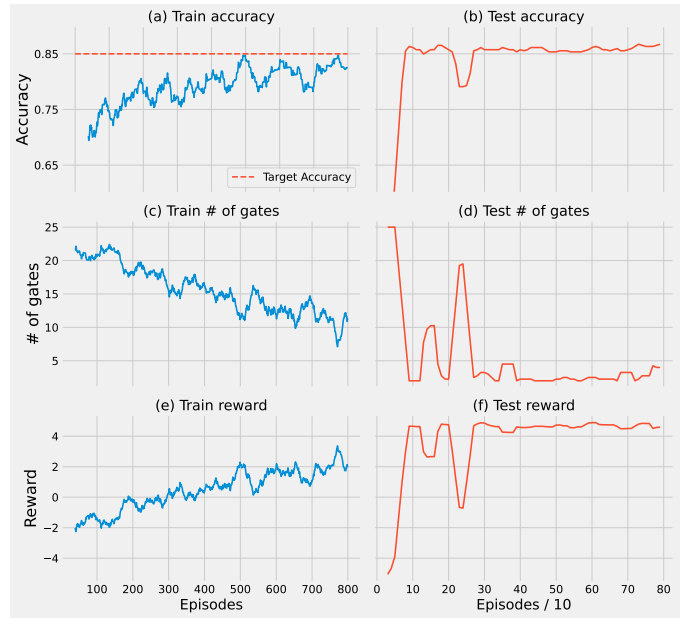 (a) Train accuracy
(b) Test accuracy
Accuracy
0.85
0.75
0.65
Target Accuracy
(c) Train # of gates
(d) Test # of gates
# of gates
25
20
15
10
5
(e) Train reward
(f) Test reward
Reward
4
2
0
−2
−4
100 200 300 400 500 600 700 800
0 10 20 30 40 50 60 70 80
Episodes
Episodes / 10